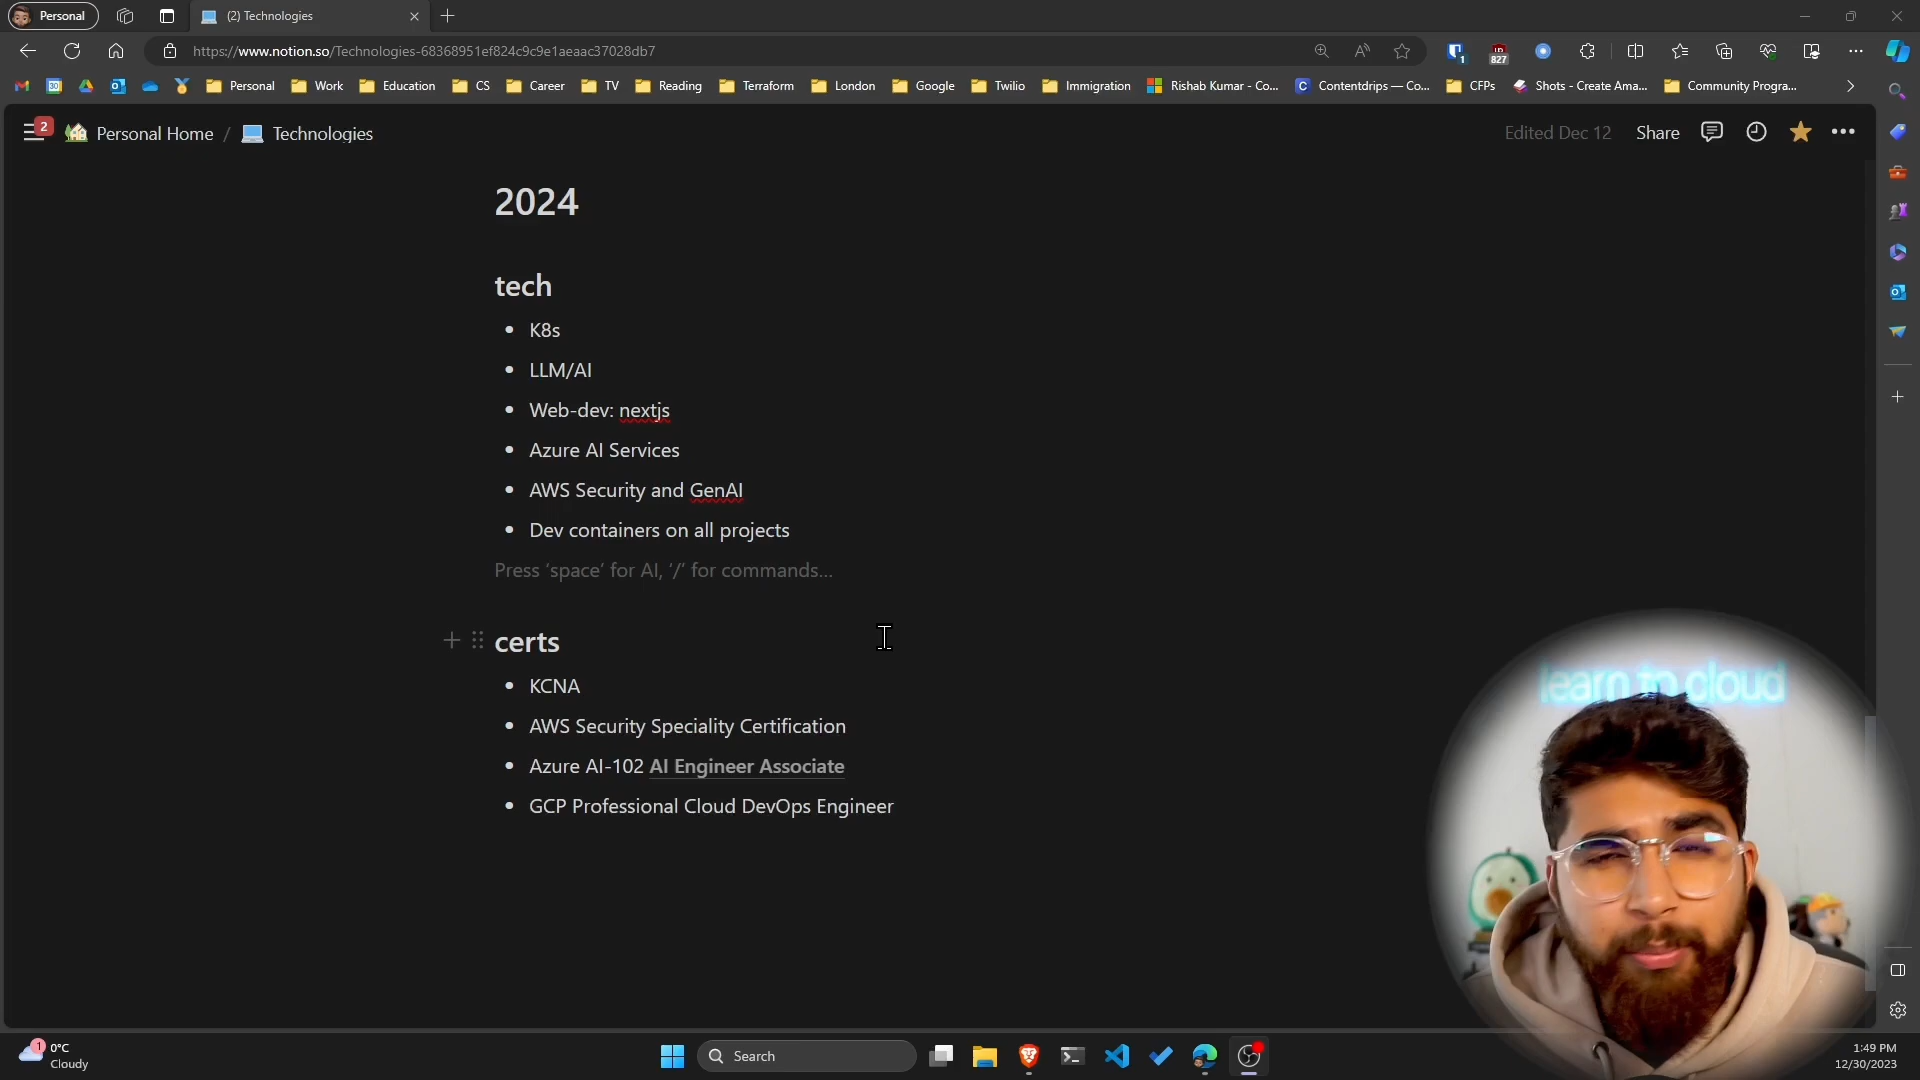 Personal
(2) Technologies
https://www.notion.so/Technologies-68368951ef824c9c9e1aeaac37028db7
1
827
Personal
Work
Education
CS
Career
TV
Reading
Terraform
London
Google
Twilio
Immigration
Rishab Kumar - Co...
Contentdrips — Co...
CFPs
Shots - Create Ama...
Community Progra...
2
Personal Home / Technologies
Edited Dec 12
Share
2024
tech
• K8s
• LLM/AI
• Web-dev: nextjs
• Azure AI Services
• AWS Security and GenAI
• Dev containers on all projects
Press ‘space’ for AI, ‘/’ for commands…
certs
• KCNA
• AWS Security Speciality Certification
• Azure AI-102 AI Engineer Associate
• GCP Professional Cloud DevOps Engineer
learn to cloud
1
0°C
Cloudy
Search
1:49 PM
12/30/2023